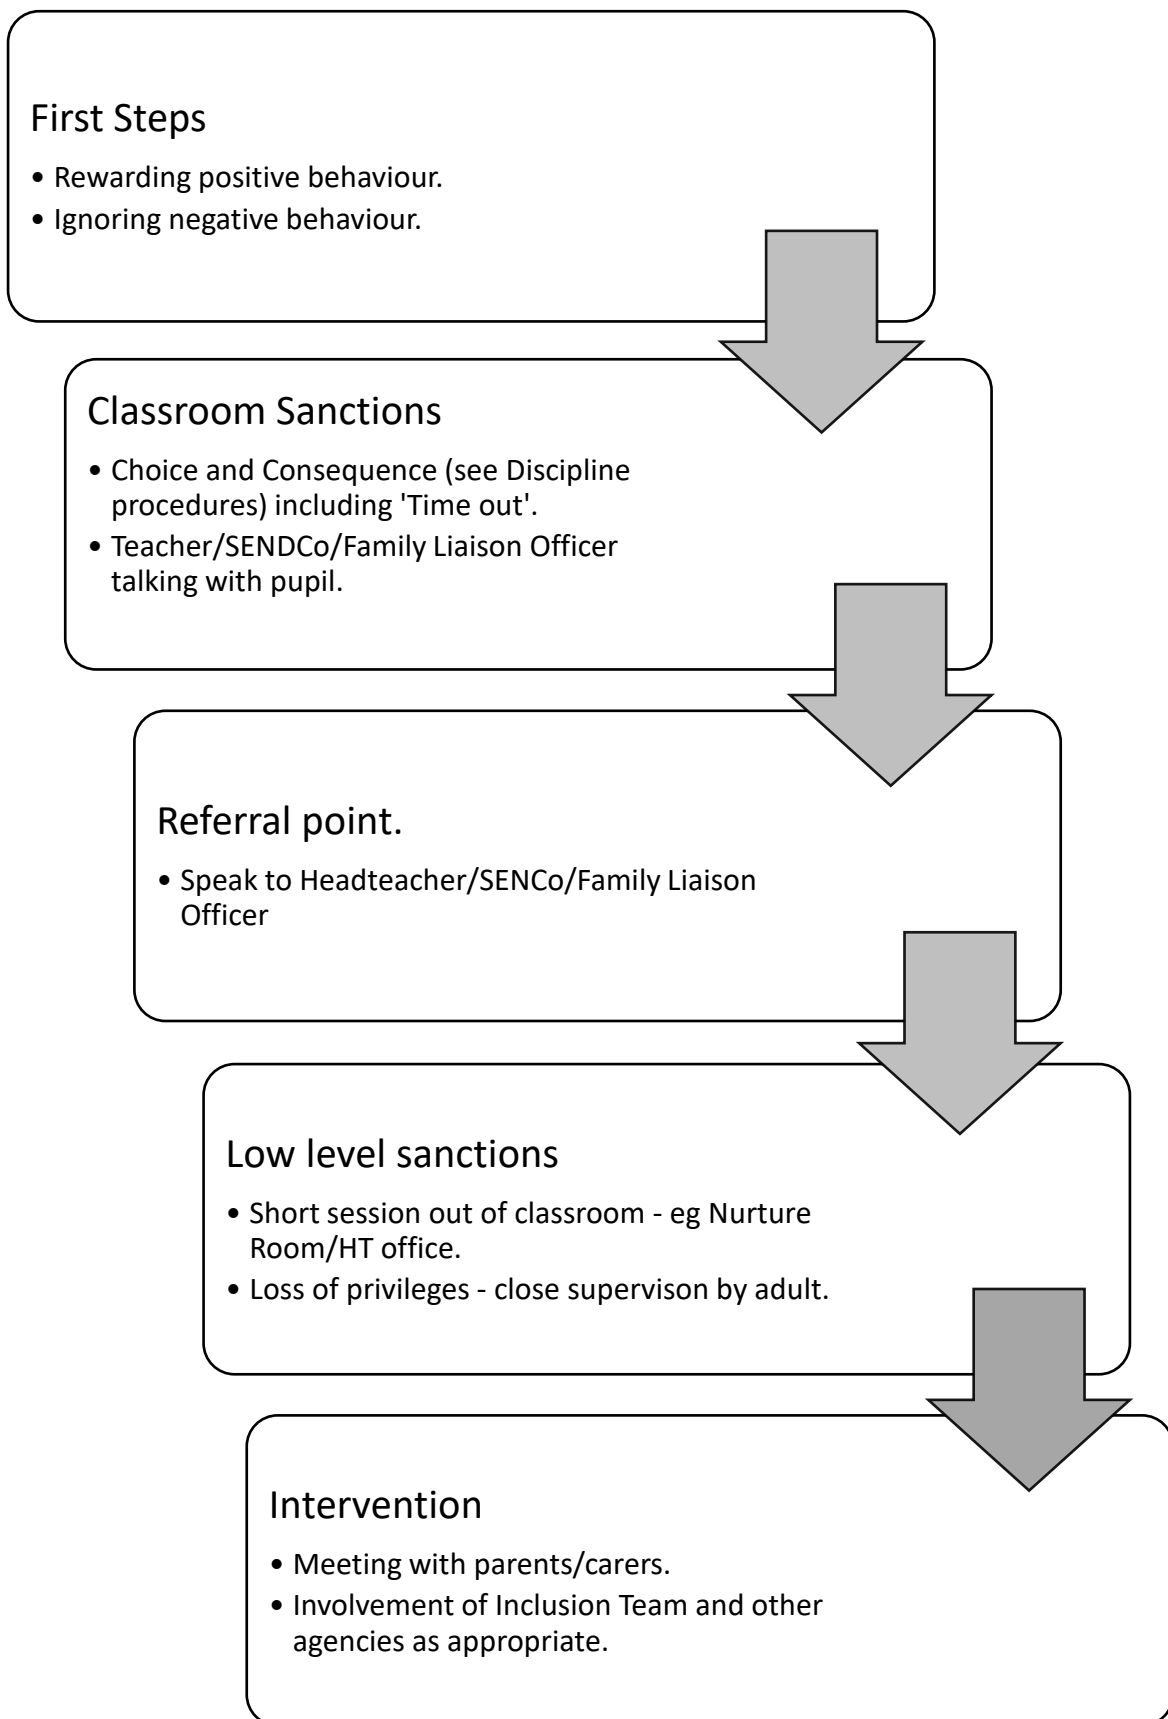 First Steps
• Rewarding positive behaviour.
• Ignoring negative behaviour.
Classroom Sanctions
• Choice and Consequence (see Discipline
procedures) including 'Time out'.
• Teacher/SENDCo/Family Liaison Officer
talking with pupil.
Referral point.
• Speak to Headteacher/SENCo/Family Liaison
Officer
Low level sanctions
• Short session out of classroom - eg Nurture
Room/HT office.
• Loss of privileges - close supervison by adult.
Intervention
• Meeting with parents/carers.
• Involvement of Inclusion Team and other
agencies as appropriate.